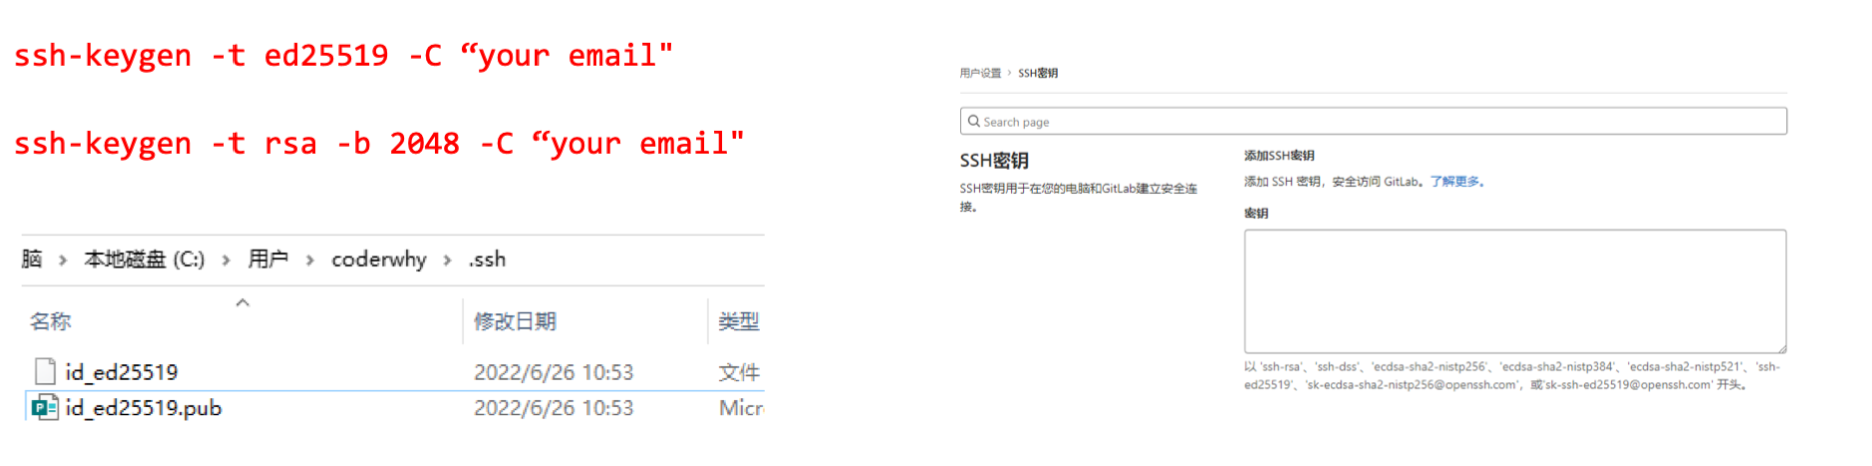 ssh-keygen -t ed25519 -C “your email"
ssh-keygen -t rsa -b 2048 -C “your email"
脑 › 本地磁盘 (C:) › 用户 › coderwhy › .ssh
名称 修改日期 类型
id_ed25519 2022/6/26 10:53 文件
id_ed25519.pub 2022/6/26 10:53 Micr
用户设置 › SSH密钥
Search page
SSH密钥
SSH密钥用于在您的电脑和GitLab建立安全连
接。
添加SSH密钥
添加 SSH 密钥，安全访问 GitLab。了解更多。
密钥
以 'ssh-rsa'、'ssh-dss'、'ecdsa-sha2-nistp256'、'ecdsa-sha2-nistp384'、'ecdsa-sha2-nistp521'、'ssh-
ed25519'、'sk-ecdsa-sha2-nistp256@openssh.com'，或'sk-ssh-ed25519@openssh.com' 开头。